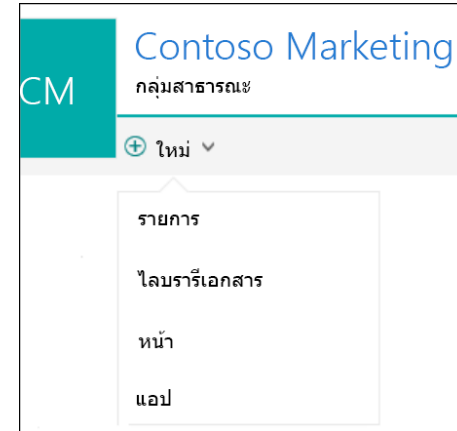 Contoso Marketing
CM
กลุ่มสาธารณะ
ใหม่
รายการ
ไลบรารีเอกสาร
หน้า
แอป